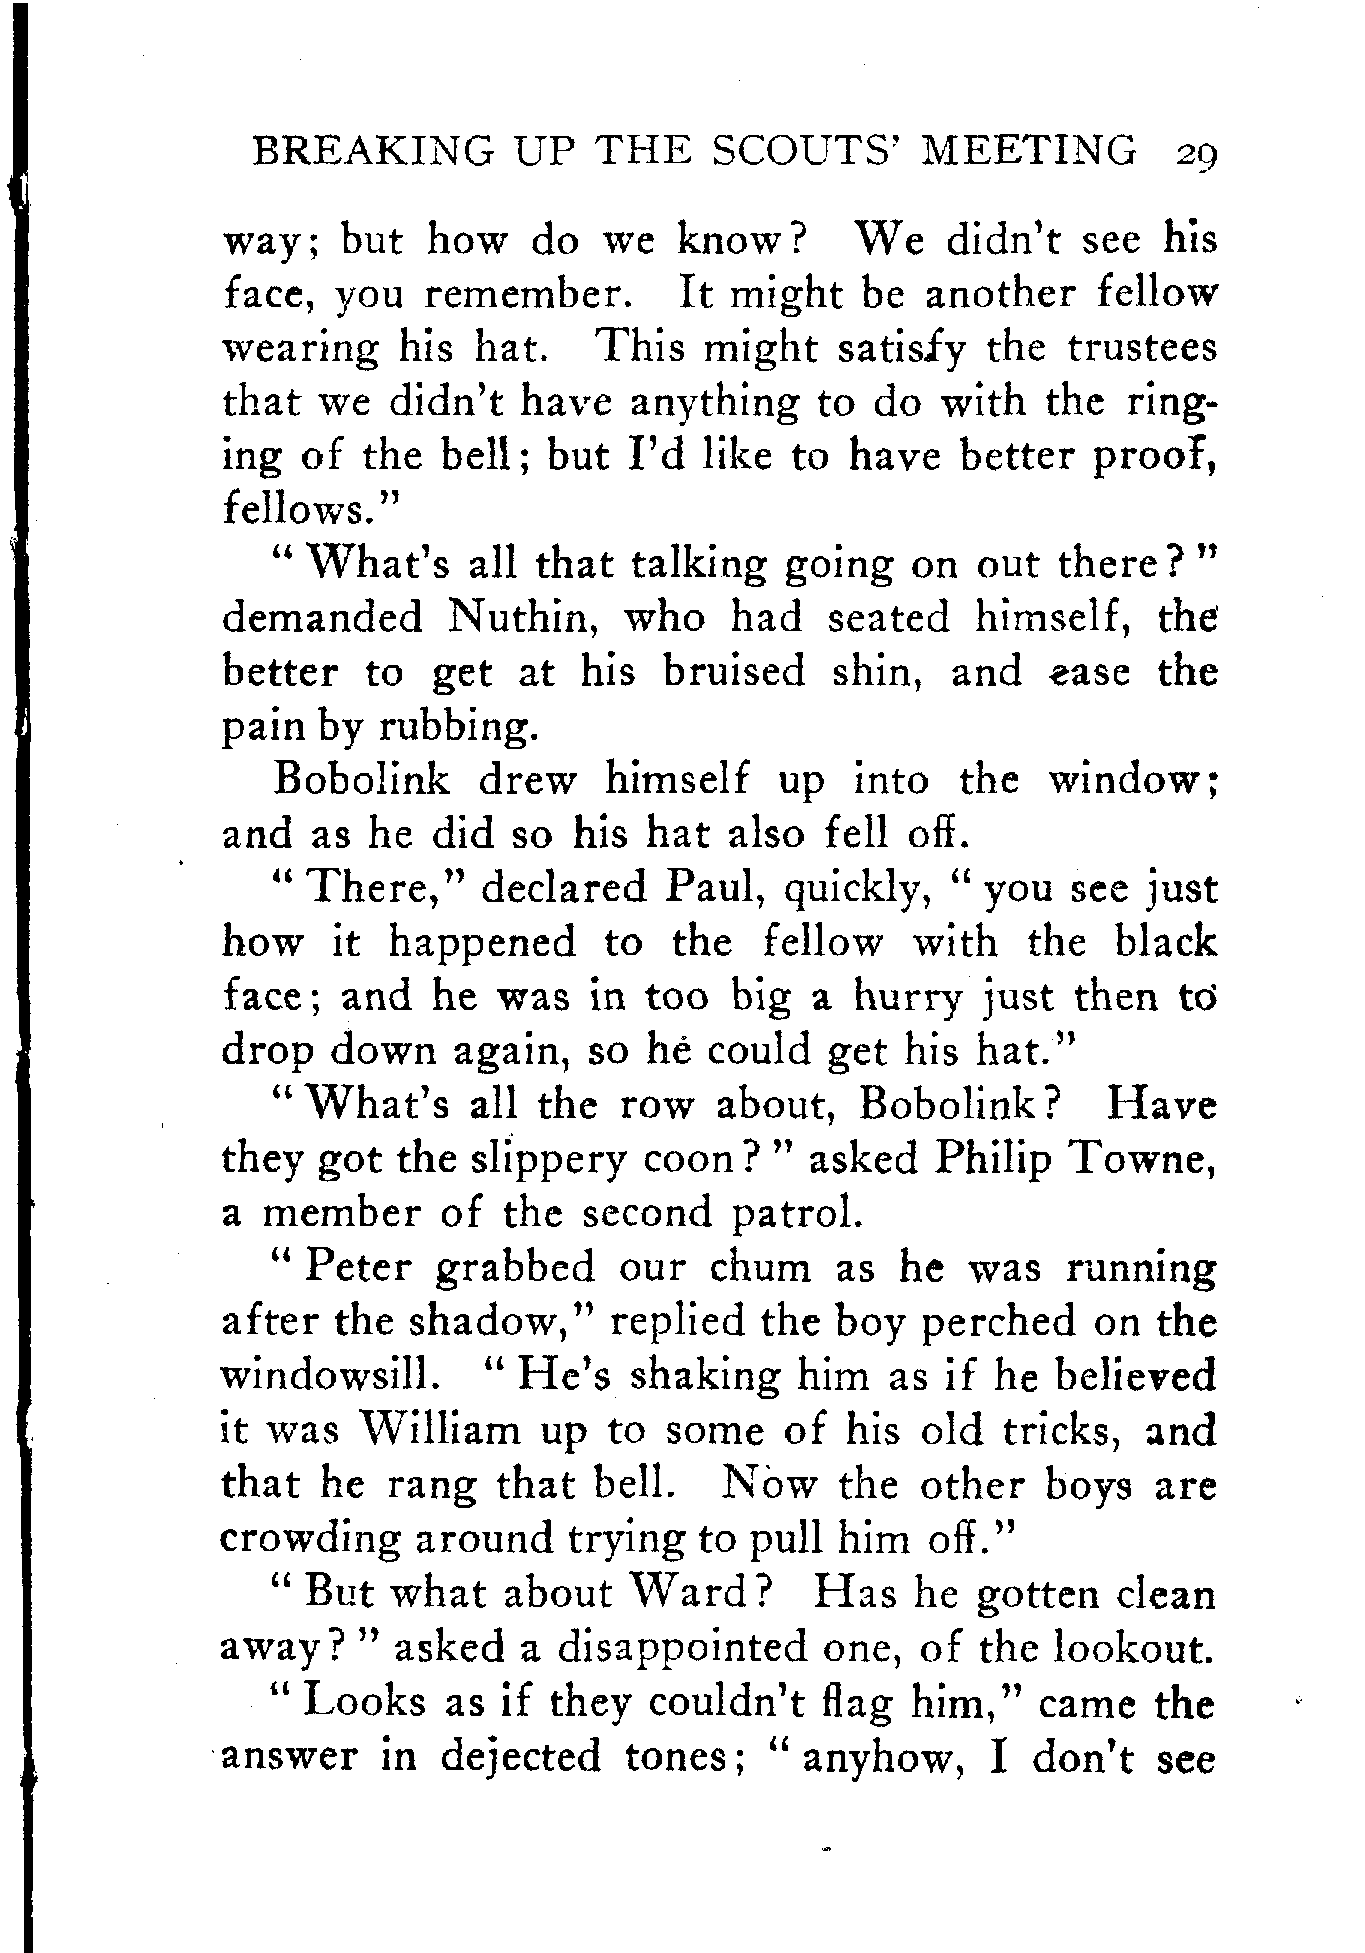 BREAKING UP THE SCOUTS' MEETING 29
way; but how do we know? We didn't see his
face, you remember. It might be another fellow
wearing his hat. This might satisfy the trustees
that we didn't have anything to do with the ring-
ing of the bell; but I'd like to have better proof,
fellows."
"What's all that talking going on out there?"
demanded Nuthin, who had seated himself, the
better to get at his bruised shin, and ease the
pain by rubbing.
Bobolink drew himself up into the window;
and as he did so his hat also fell off.
"There," declared Paul, quickly, "you see just
how it happened to the fellow with the black
face; and he was in too big a hurry just then to
drop down again, so he could get his hat."
"What's all the row about, Bobolink? Have
they got the slippery coon?" asked Philip Towne,
a member of the second patrol.
"Peter grabbed our chum as he was running
after the shadow," replied the boy perched on the
windowsill. "He's shaking him as if he believed
it was William up to some of his old tricks, and
that he rang that bell. Now the other boys are
crowding around trying to pull him off."
"But what about Ward? Has he gotten clean
away?" asked a disappointed one, of the lookout.
"Looks as if they couldn't flag him," came the
answer in dejected tones; "anyhow, I don't see